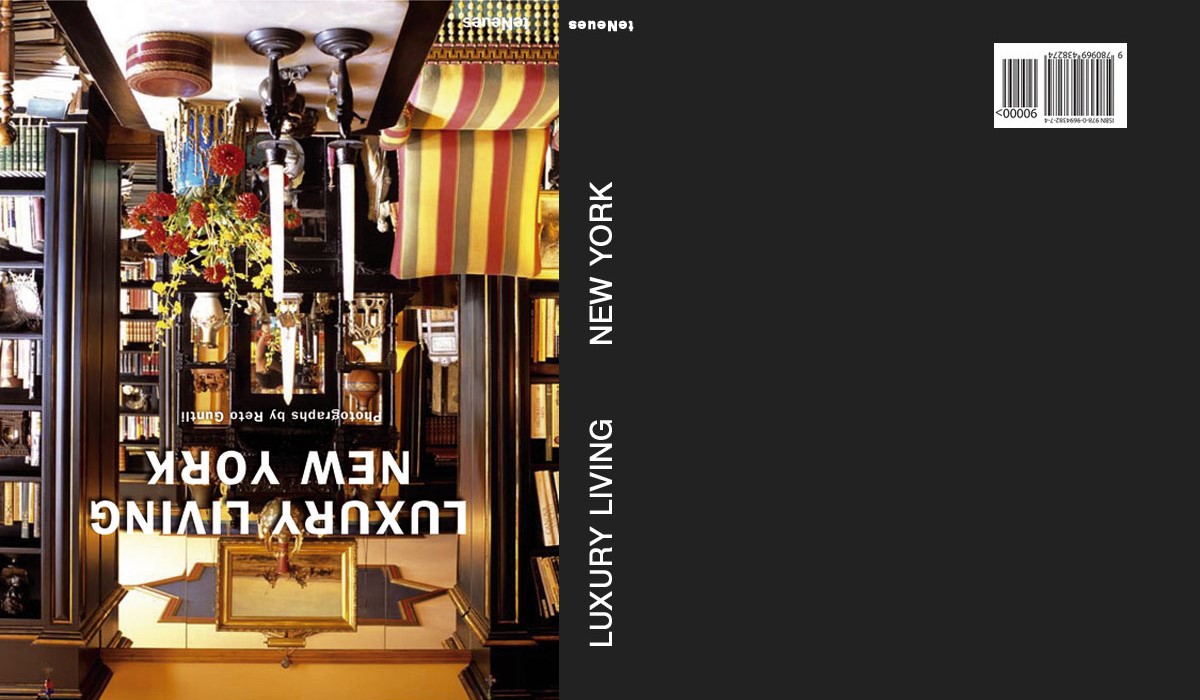 LUXURY LIVING
NEW YORK
Photographs by Reto Guntli
teNeues
LUXURY LIVING NEW YORK
teNeues
ISBN 978-0-9694382-7-4
90000>
9 780969 438274